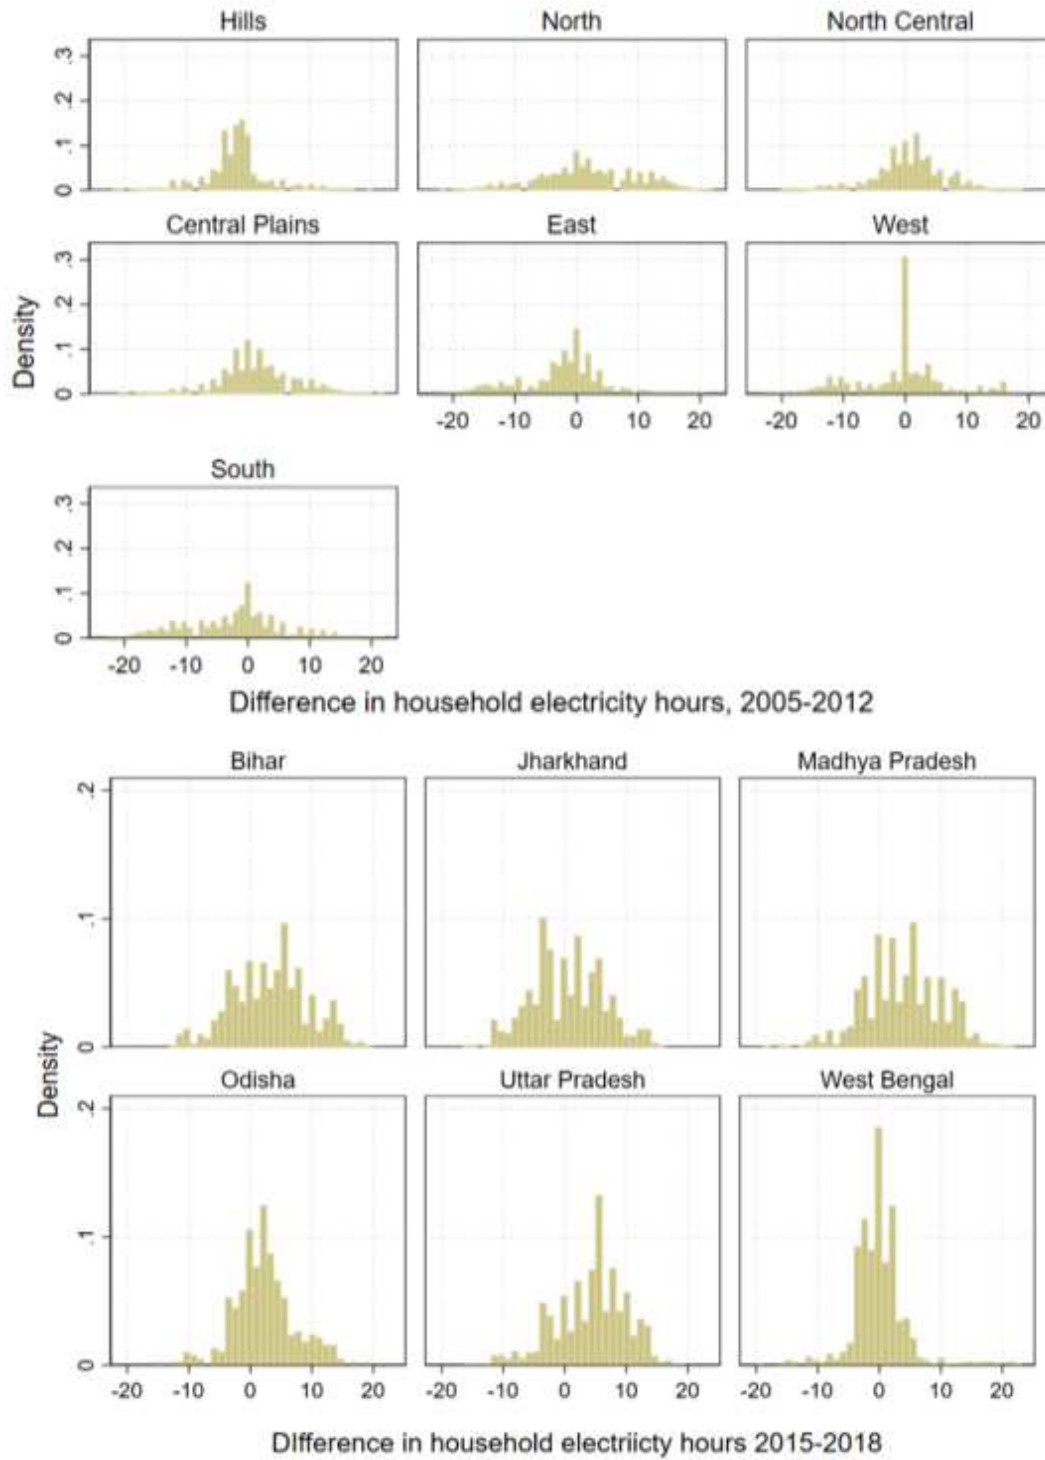 Hills North North Central
.3
.2
.1
0
Central Plains East West
.3
.2
.1
0
-20 -10 0 10 20 -20 -10 0 10 20
Density
South
.3
.2
.1
0
-20 -10 0 10 20
Difference in household electricity hours, 2005-2012
Bihar Jharkhand Madhya Pradesh
.2
.1
0
Odisha Uttar Pradesh West Bengal
.2
.1
0
Density
-20 -10 0 10 20 -20 -10 0 10 20 -20 -10 0 10 20
DIfference in household electriicty hours 2015-2018